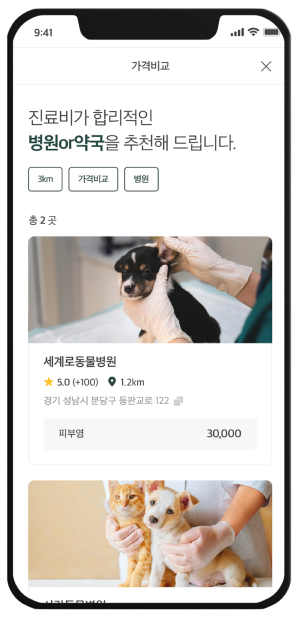 9:41
가격비교
진료비가 합리적인
병원or약국을 추천해 드립니다.
3km 가격비교 병원
총 2 곳
세계로동물병원
5.0 (+100) 1.2km
경기 성남시 분당구 동판교로 122
피부염 30,000